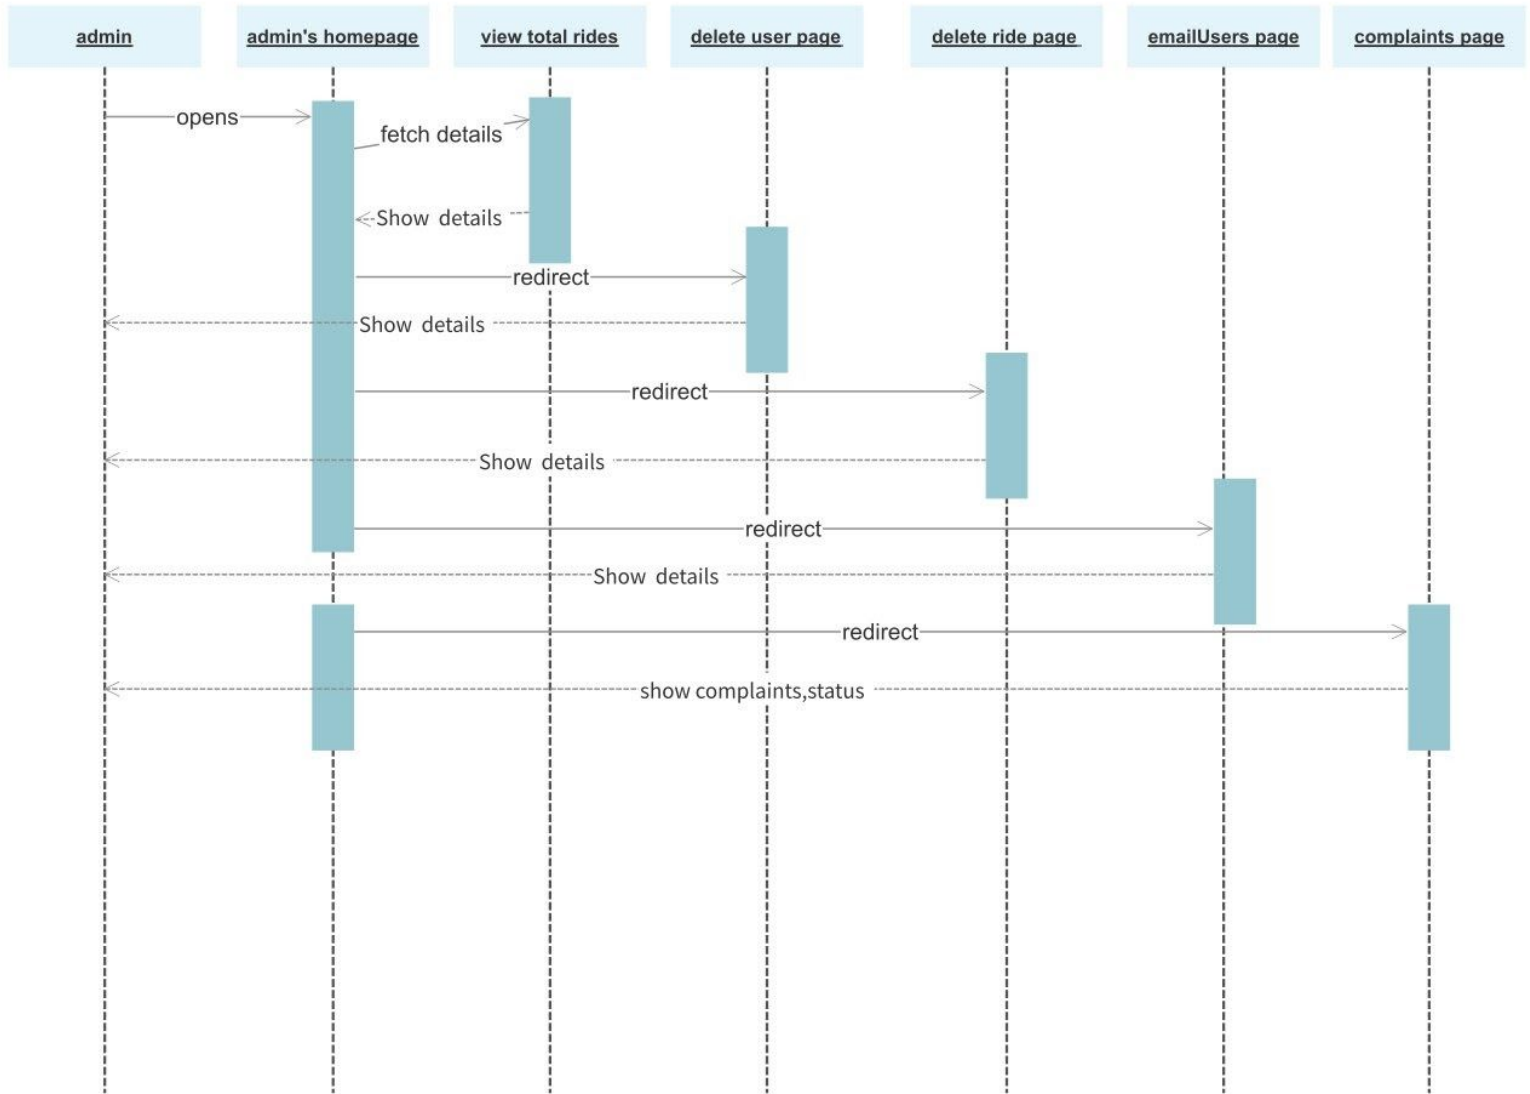 admin
admin's homepage
view total rides
delete user page
delete ride page
emailUsers page
complaints page
opens
fetch details
Show details
redirect
Show details
redirect
Show details
redirect
Show details
redirect
show complaints,status